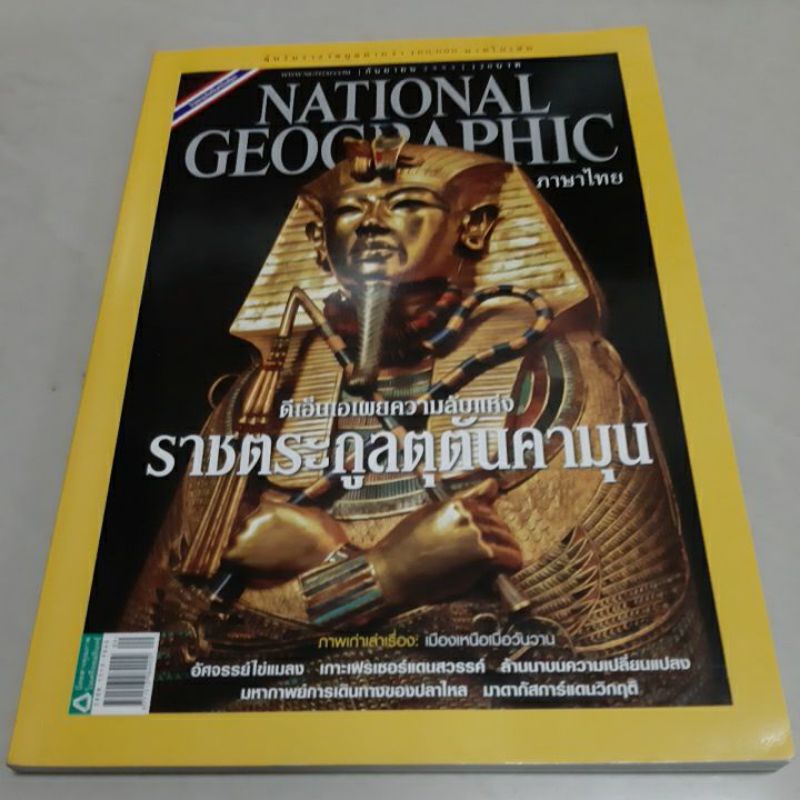 NATIONAL
GEOGRAPHIC
ภาษาไทย
ดีเอ็นเอเผยความลับแห่ง
ราชตระกูลตุตันคามุน
ภาพเก่าเล่าเรื่อง: เมืองเหนือเมื่อวันวาน
อัศจรรย์ไข่แมลง เกาะเฟรเซอร์แดนสวรรค์ ล้านนาบนความเปลี่ยนแปลง
มหากาพย์การเดินทางของปลาไหล มาดากัสการ์แดนวิกฤติ